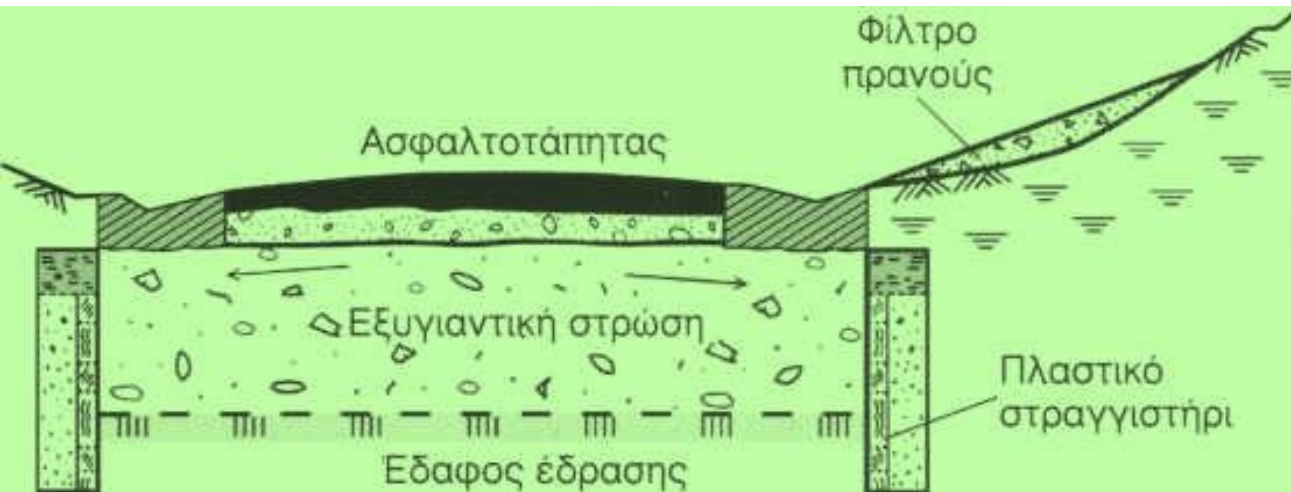 Φίλτρο
πρανούς
Ασφαλτοτάπητας
Εξυγιαντική στρώση
Πλαστικό
στραγγιστήρι
Έδαφος έδρασης